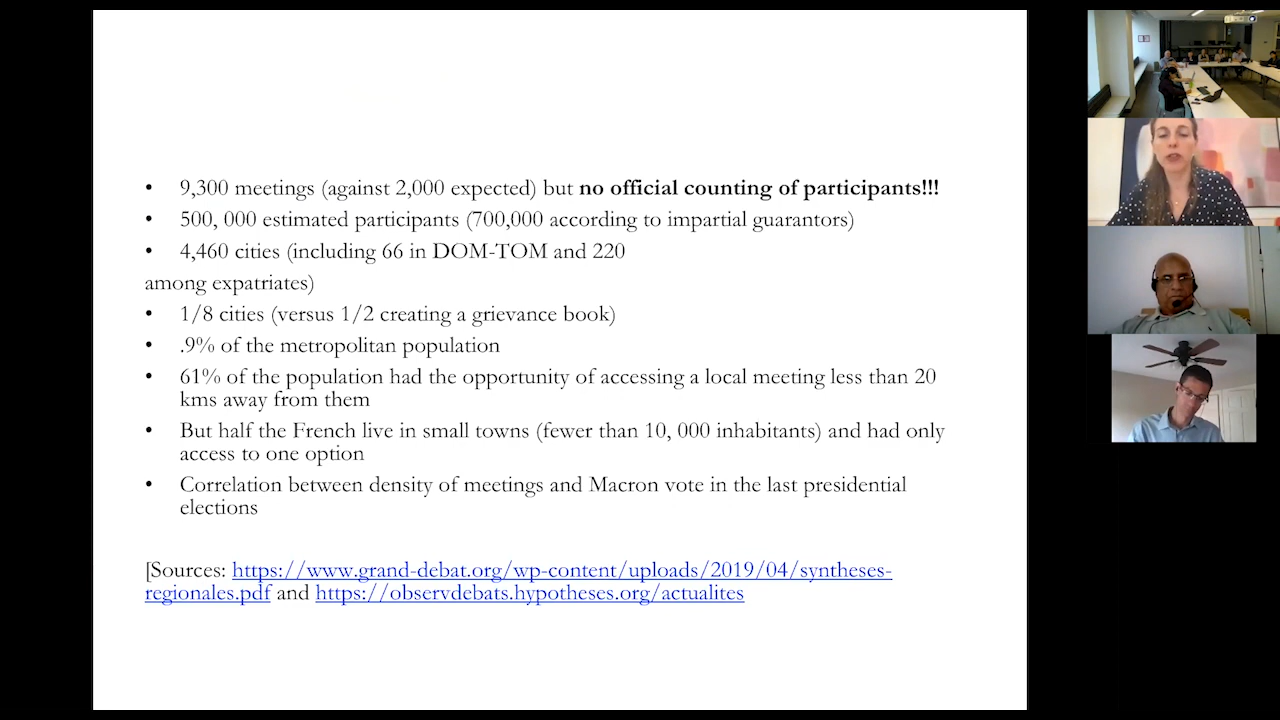 • 9,300 meetings (against 2,000 expected) but no official counting of participants!!!
• 500, 000 estimated participants (700,000 according to impartial guarantors)
• 4,460 cities (including 66 in DOM-TOM and 220
among expatriates)
• 1/8 cities (versus 1/2 creating a grievance book)
• .9% of the metropolitan population
• 61% of the population had the opportunity of accessing a local meeting less than 20
kms away from them
• But half the French live in small towns (fewer than 10, 000 inhabitants) and had only
access to one option
• Correlation between density of meetings and Macron vote in the last presidential
elections
[Sources: https://www.grand-debat.org/wp-content/uploads/2019/04/syntheses-
regionales.pdf and https://observdebats.hypotheses.org/actualites